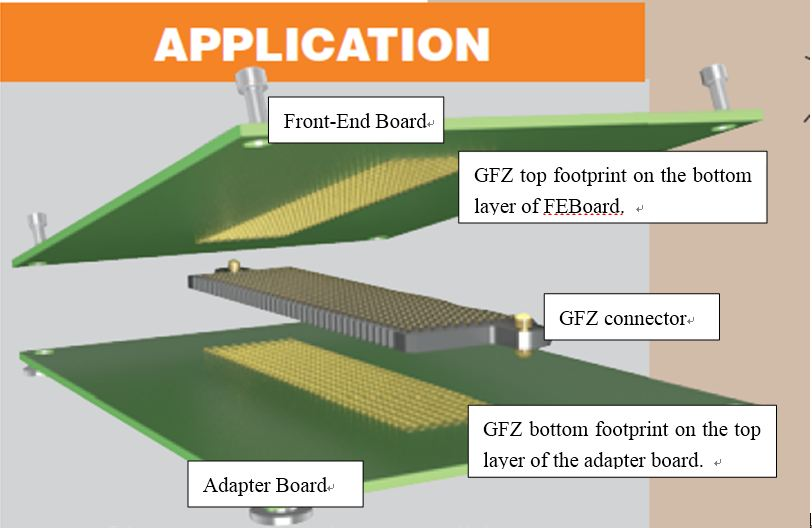 APPLICATION
Front-End Board
GFZ top footprint on the bottom
layer of FEBoard.
GFZ connector
GFZ bottom footprint on the top
layer of the adapter board.
Adapter Board